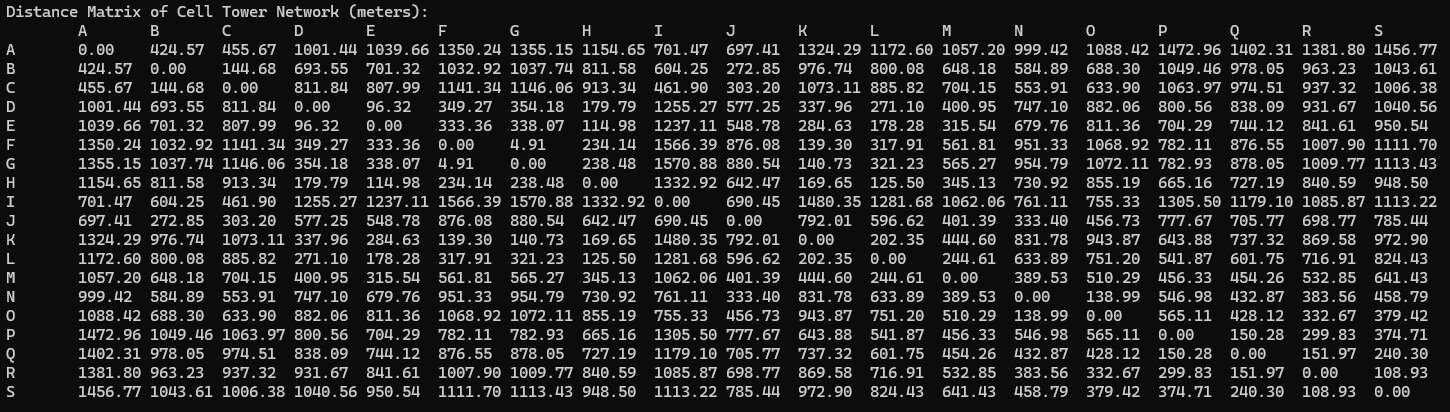 Distance Matrix of Cell Tower Network (meters):
A B C D E F G H I J K L M N O P Q R S
A 0.00 424.57 455.67 1001.44 1039.66 1350.24 1355.15 1154.65 701.47 697.41 1324.29 1172.60 1057.20 999.42 1088.42 1472.96 1402.31 1381.80 1456.77
B 424.57 0.00 144.68 693.55 701.32 1032.92 1037.74 811.58 604.25 272.85 976.74 800.08 648.18 584.89 688.30 1049.46 978.05 963.23 1043.61
C 455.67 144.68 0.00 811.84 807.99 1141.34 1146.06 913.34 461.90 303.20 1073.11 885.82 704.15 553.91 633.90 1063.97 974.51 937.32 1006.38
D 1001.44 693.55 811.84 0.00 96.32 349.27 354.18 179.79 1255.27 577.25 337.96 271.10 400.95 747.10 882.06 800.56 838.09 931.67 1040.56
E 1039.66 701.32 807.99 96.32 0.00 333.36 338.07 114.98 1237.11 548.78 284.63 178.28 315.54 679.76 811.36 704.29 744.12 841.61 950.54
F 1350.24 1032.92 1141.34 349.27 333.36 0.00 4.91 234.14 1566.39 876.08 139.30 317.91 561.81 951.33 1068.92 782.11 876.55 1007.90 1111.70
G 1355.15 1037.74 1146.06 354.18 338.07 4.91 0.00 238.48 1570.88 880.54 140.73 321.23 565.27 954.79 1072.11 782.93 878.05 1009.77 1113.43
H 1154.65 811.58 913.34 179.79 114.98 234.14 238.48 0.00 1332.92 642.47 169.65 125.50 345.13 730.92 855.19 665.16 727.19 840.59 948.50
I 701.47 604.25 461.90 1255.27 1237.11 1566.39 1570.88 1332.92 0.00 690.45 1480.35 1281.68 1062.06 761.11 755.33 1305.50 1179.10 1085.87 1113.22
J 697.41 272.85 303.20 577.25 548.78 876.08 880.54 642.47 690.45 0.00 792.01 596.62 401.39 333.40 456.73 777.67 705.77 698.77 785.44
K 1324.29 976.74 1073.11 337.96 284.63 139.30 140.73 169.65 1480.35 792.01 0.00 202.35 444.60 831.78 943.87 643.88 737.32 869.58 972.90
L 1172.60 800.08 885.82 271.10 178.28 317.91 321.23 125.50 1281.68 596.62 202.35 0.00 244.61 633.89 751.20 541.87 601.75 716.91 824.43
M 1057.20 648.18 704.15 400.95 315.54 561.81 565.27 345.13 1062.06 401.39 444.60 244.61 0.00 389.53 510.29 456.33 454.26 532.85 641.43
N 999.42 584.89 553.91 747.10 679.76 951.33 954.79 730.92 761.11 333.40 831.78 633.89 389.53 0.00 138.99 546.98 432.87 383.56 458.79
O 1088.42 688.30 633.90 882.06 811.36 1068.92 1072.11 855.19 755.33 456.73 943.87 751.20 510.29 138.99 0.00 565.11 428.12 332.67 379.42
P 1472.96 1049.46 1063.97 800.56 704.29 782.11 782.93 665.16 1305.50 777.67 643.88 541.87 456.33 546.98 565.11 0.00 150.28 299.83 374.71
Q 1402.31 978.05 974.51 838.09 744.12 876.55 878.05 727.19 1179.10 705.77 737.32 601.75 454.26 432.87 428.12 150.28 0.00 151.97 240.30
R 1381.80 963.23 937.32 931.67 841.61 1007.90 1009.77 840.59 1085.87 698.77 869.58 716.91 532.85 383.56 332.67 299.83 151.97 0.00 108.93
S 1456.77 1043.61 1006.38 1040.56 950.54 1111.70 1113.43 948.50 1113.22 785.44 972.90 824.43 641.43 458.79 379.42 374.71 240.30 108.93 0.00